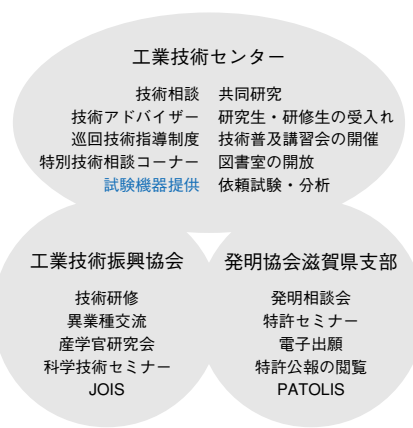 工業技術センター
技術相談 共同研究
技術アドバイザー 研究生・研修生の受入れ
巡回技術指導制度 技術普及講習会の開催
特別技術相談コーナー 図書室の開放
試験機器提供 依頼試験・分析
工業技術振興協会
技術研修
異業種交流
産学官研究会
科学技術セミナー
JOIS
発明協会滋賀県支部
発明相談会
特許セミナー
電子出願
特許公報の閲覧
PATOLIS